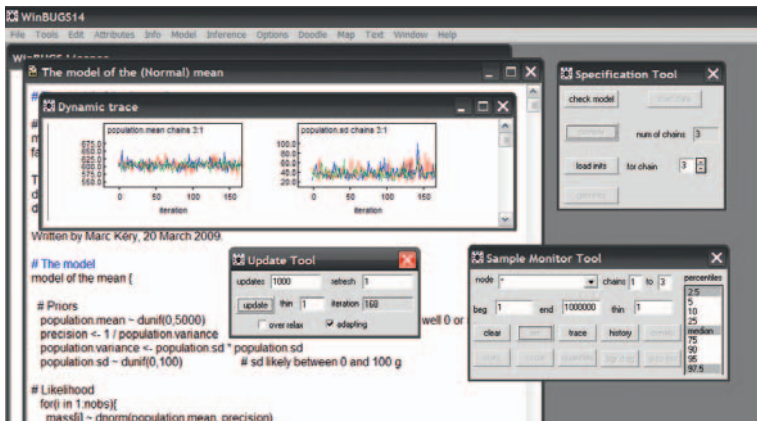 WinBUGS14
File Tools Edit Attributes Info Model Inference Options Doodle Map Text Window Help
The model of the (Normal) mean
Dynamic trace
population.mean chains 3:1
675.0
650.0
625.0
600.0
575.0
550.0
0 50 100 150
iteration
population.sd chains 3:1
100.0
80.0
60.0
40.0
20.0
0 50 100 150
iteration
Written by Marc Kéry, 20 March 2009.
# The model
model of the mean {
# Priors
population.mean ~ dunif(0,5000)
well 0 or
precision <- 1 / population.variance
population.variance <- population.sd * population.sd
population.sd ~ dunif(0,100) # sd likely between 0 and 100 g
# Likelihood
for(i in 1:nobs){
mass[i] ~ dnorm(population.mean, precision)
Update Tool
updates 1000 refresh 1
update thin 1 iteration 168
over relax adapting
Specification Tool
check model
num of chains 3
load inits for chain 3
Sample Monitor Tool
node * chains 1 to 3 percentiles
beg 1 end 1000000 thin 1
clear set trace history
2.5
5
10
25
median
75
90
95
97.5